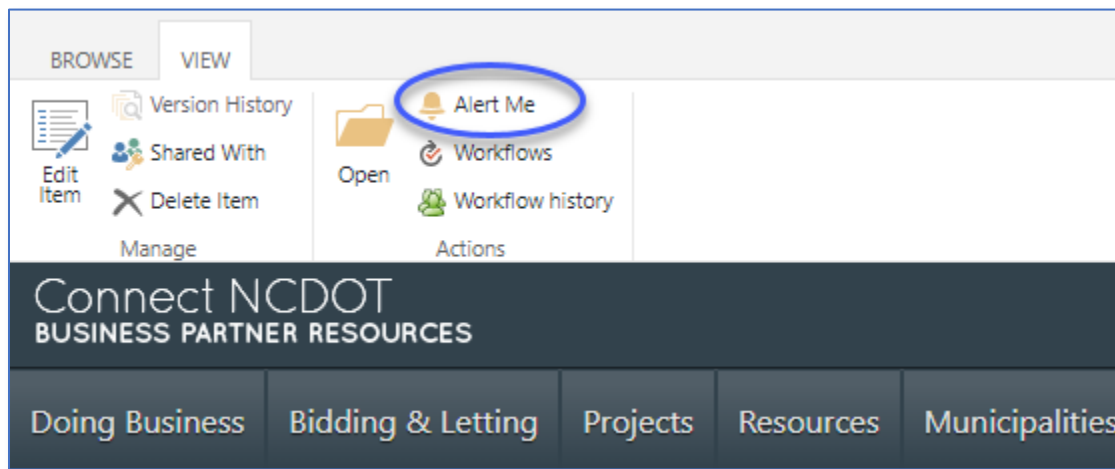 BROWSE VIEW
Edit Item
Version History
Shared With
Delete Item
Manage
Open
Alert Me
Workflows
Workflow history
Actions
Connect NCDOT
BUSINESS PARTNER RESOURCES
Doing Business Bidding & Letting Projects Resources Municipalities